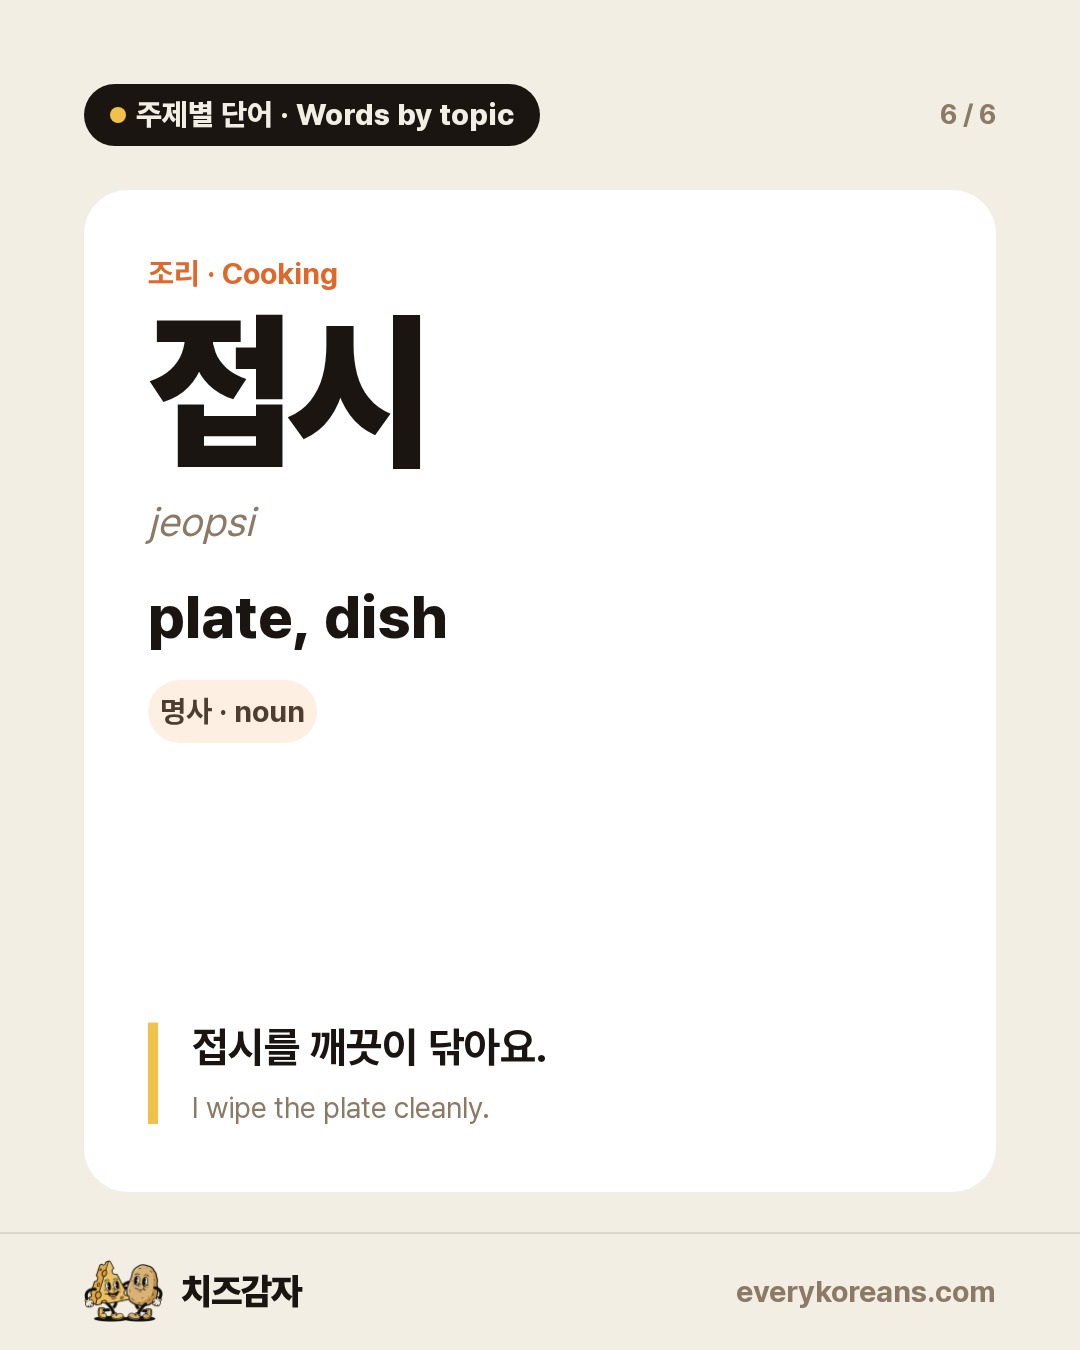 주제별 단어 · Words by topic
6 / 6
조리 · Cooking
접시
jeopsi
plate, dish
명사 · noun
접시를 깨끗이 닦아요.
I wipe the plate cleanly.
치즈감자
everykoreans.com